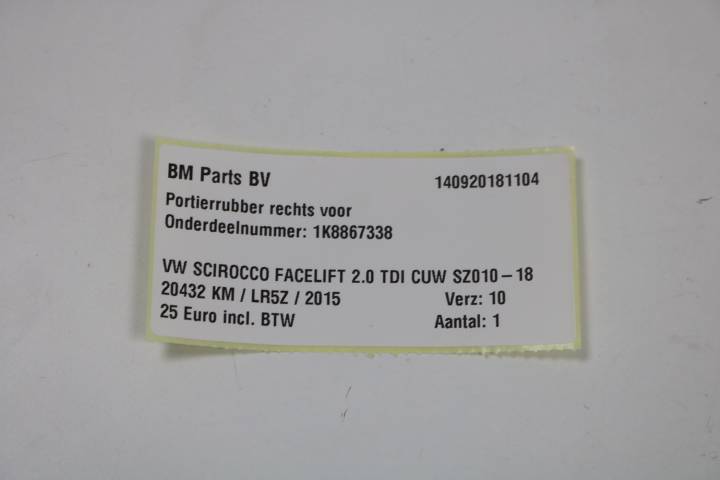 BM Parts BV 140920181104
Portierrubber rechts voor
Onderdeelnummer: 1K8867338
VW SCIROCCO FACELIFT 2.0 TDI CUW SZ010-18
20432 KM / LR5Z / 2015 Verz: 10
25 Euro incl. BTW Aantal: 1